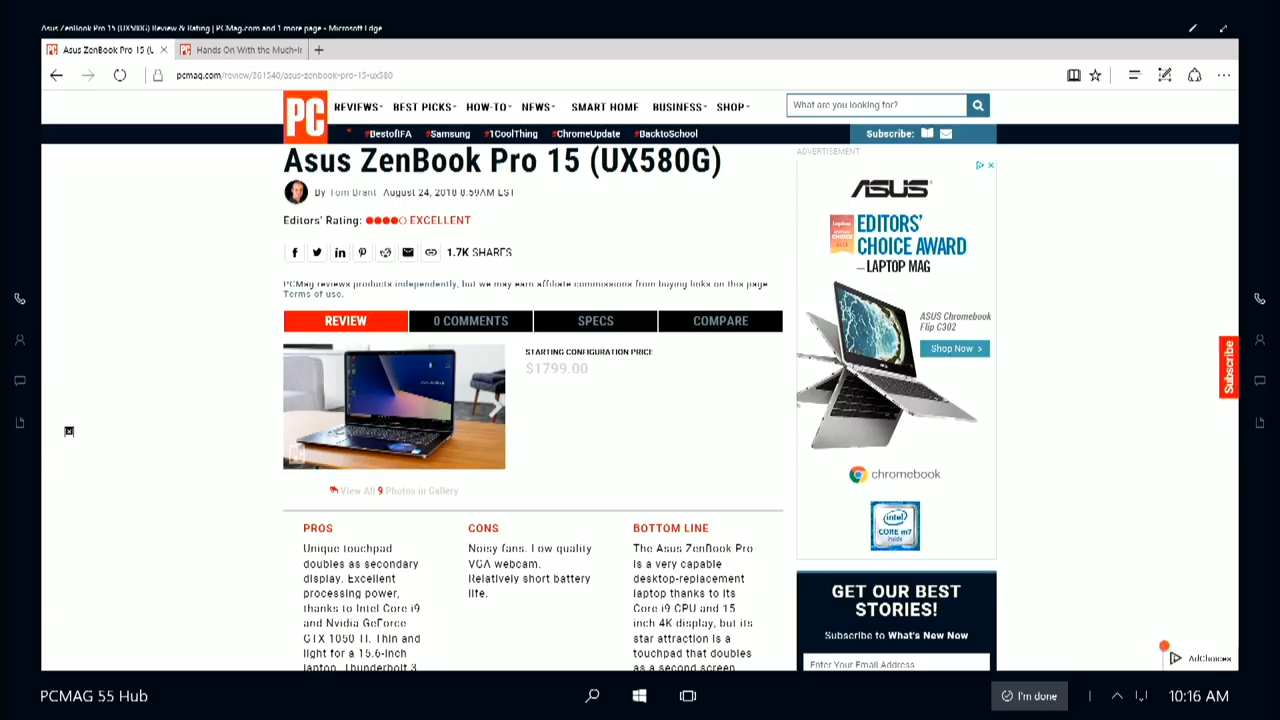 Asus ZenBook Pro 15 (UX580G) Review & Rating | PCMag.com and 1 more page - Microsoft Edge
Asus ZenBook Pro 15 (U
Hands On With the Much-Ir
pcmag.com/review/361540/asus-zenbook-pro-15-ux580
PC
REVIEWS
BEST PICKS
HOW-TO
NEWS
SMART HOME
BUSINESS
SHOP
What are you looking for?
#BestofIFA
#Samsung
#1CoolThing
#ChromeUpdate
#BacktoSchool
Subscribe:
Asus ZenBook Pro 15 (UX580G)
By Tom Brant August 24, 2018 8:59AM EST
Editors' Rating: EXCELLENT
1.7K SHARES
PCMag reviews products independently, but we may earn affiliate commissions from buying links on this page.
Terms of use.
REVIEW
0 COMMENTS
SPECS
COMPARE
STARTING CONFIGURATION PRICE
$1799.00
View All 9 Photos in Gallery
PROS
Unique touchpad
doubles as secondary
display. Excellent
processing power,
thanks to Intel Core i9
and Nvidia GeForce
GTX 1050 Ti. Thin and
light for a 15.6-inch
laptop. Thunderbolt 3
CONS
Noisy fans. Low quality
VGA webcam.
Relatively short battery
life.
BOTTOM LINE
The Asus ZenBook Pro
is a very capable
desktop-replacement
laptop thanks to its
Core i9 CPU and 15
inch 4K display, but its
star attraction is a
touchpad that doubles
as a second screen
ADVERTISEMENT
ASUS
EDITORS'
CHOICE AWARD
— LAPTOP MAG
ASUS Chromebook
Flip C302
Shop Now >
chromebook
intel
CORE m7
inside
GET OUR BEST
STORIES!
Subscribe to What's New Now
Enter Your Email Address
Subscribe
AdChoices
PCMAG 55 Hub
I'm done
10:16 AM